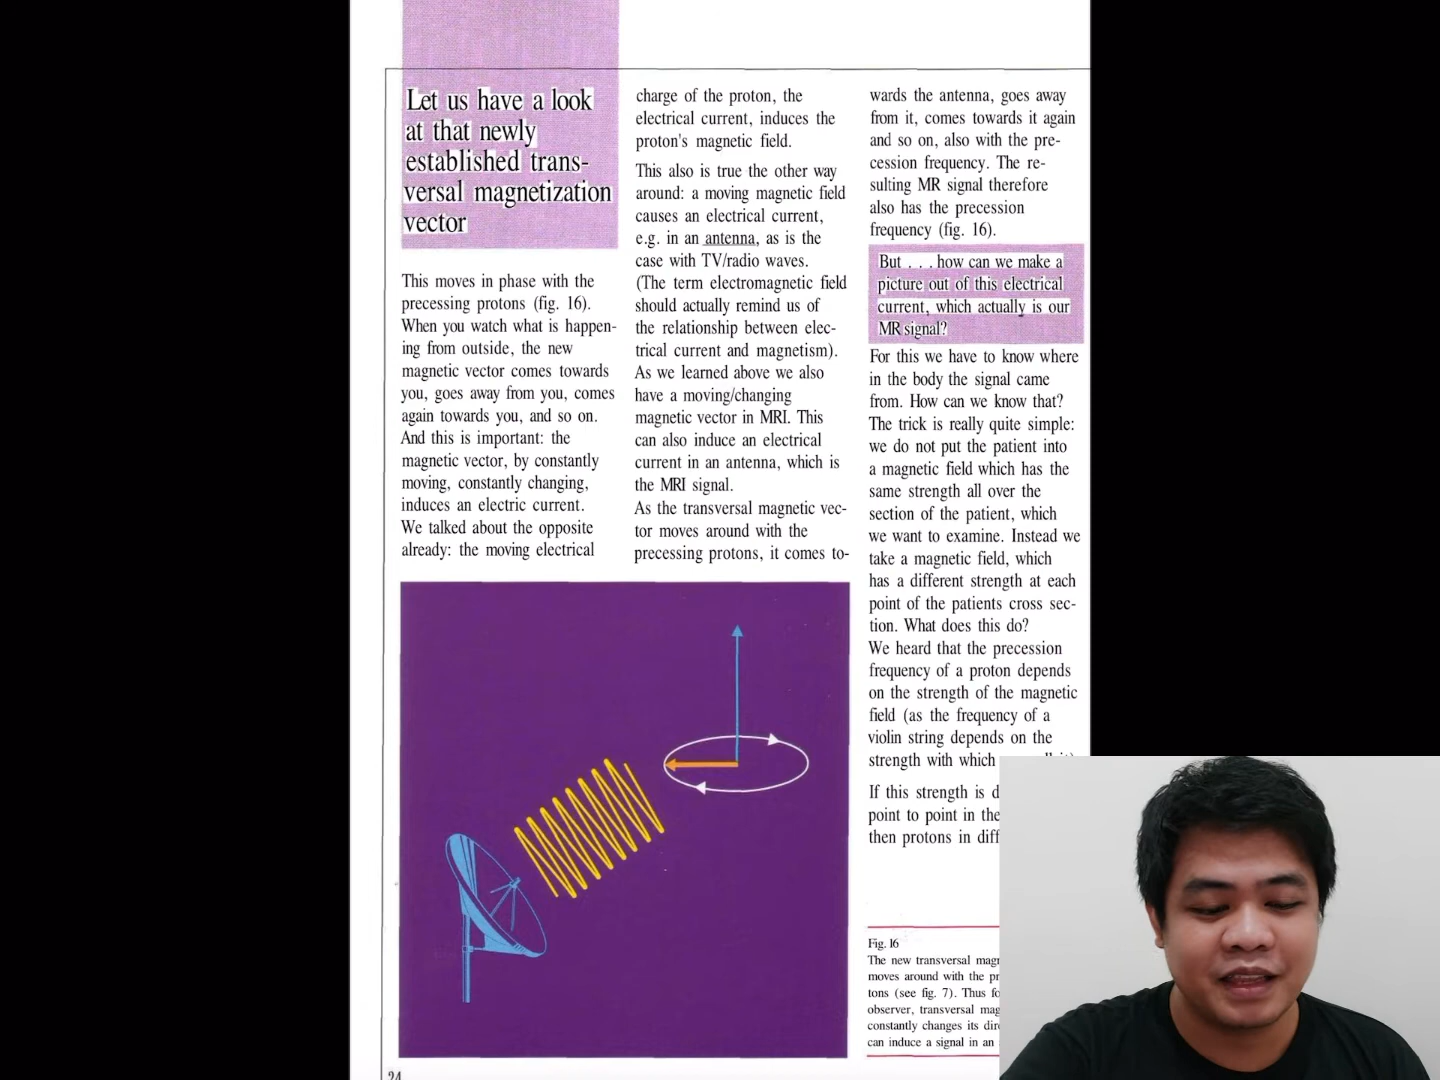 Let us have a look
at that newly
established trans-
versal magnetization
vector
This moves in phase with the
precessing protons (fig. 16).
When you watch what is happen-
ing from outside, the new
magnetic vector comes towards
you, goes away from you, comes
again towards you, and so on.
And this is important: the
magnetic vector, by constantly
moving, constantly changing,
induces an electric current.
We talked about the opposite
already: the moving electrical
charge of the proton, the
electrical current, induces the
proton's magnetic field.
This also is true the other way
around: a moving magnetic field
causes an electrical current,
e.g. in an antenna, as is the
case with TV/radio waves.
(The term electromagnetic field
should actually remind us of
the relationship between elec-
trical current and magnetism).
As we learned above we also
have a moving/changing
magnetic vector in MRI. This
can also induce an electrical
current in an antenna, which is
the MRI signal.
As the transversal magnetic vec-
tor moves around with the
precessing protons, it comes to-
wards the antenna, goes away
from it, comes towards it again
and so on, also with the pre-
cession frequency. The re-
sulting MR signal therefore
also has the precession
frequency (fig. 16).
But . . . how can we make a
picture out of this electrical
current, which actually is our
MR signal?
For this we have to know where
in the body the signal came
from. How can we know that?
The trick is really quite simple:
we do not put the patient into
a magnetic field which has the
same strength all over the
section of the patient, which
we want to examine. Instead we
take a magnetic field, which
has a different strength at each
point of the patients cross sec-
tion. What does this do?
We heard that the precession
frequency of a proton depends
on the strength of the magnetic
field (as the frequency of a
violin string depends on the
strength with which
If this strength is d
point to point in the
then protons in diff
Fig. 16
The new transversal magn
moves around with the pr
tons (see fig. 7). Thus fo
observer, transversal mag
constantly changes its dire
can induce a signal in an
24